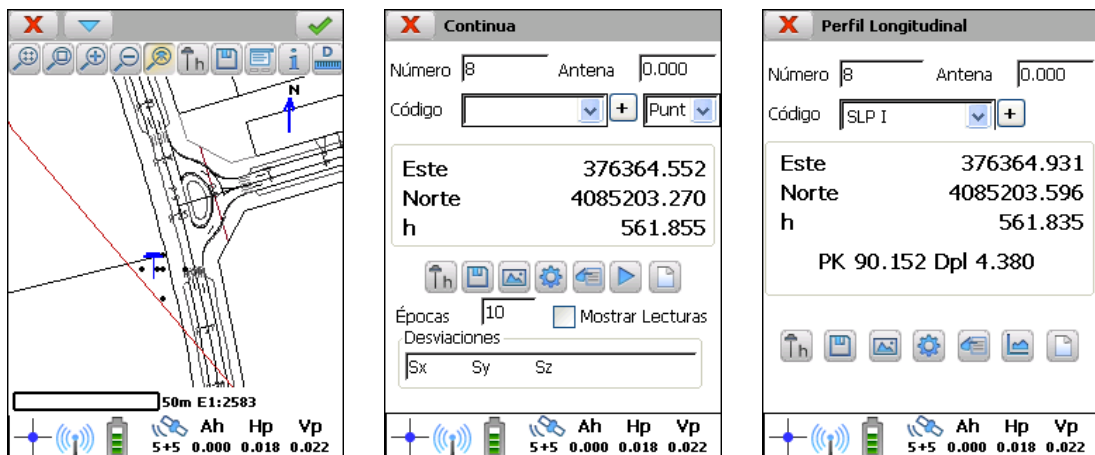 h
i
D
N
50m E1:2583
Ah Hp Vp
5+5 0.000 0.018 0.022
X Continua
Número 8 Antena 0.000
Código + Punt
Este 376364.552
Norte 4085203.270
h 561.855
h
Épocas 10 Mostrar Lecturas
Desviaciones
Sx Sy Sz
Ah Hp Vp
5+5 0.000 0.018 0.022
X Perfil Longitudinal
Número 8 Antena 0.000
Código SLP I +
Este 376364.931
Norte 4085203.596
h 561.835
PK 90.152 Dpl 4.380
h
Ah Hp Vp
5+5 0.000 0.018 0.022